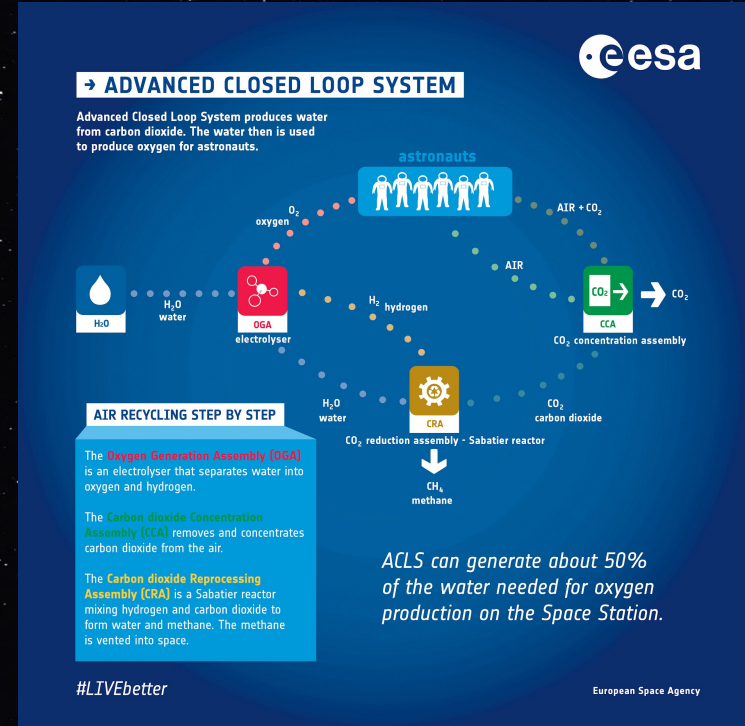 esa
→ ADVANCED CLOSED LOOP SYSTEM
Advanced Closed Loop System produces water
from carbon dioxide. The water then is used
to produce oxygen for astronauts.
astronauts
O₂
oxygen
AIR + CO₂
AIR
H₂O
H₂O
water
OGA
electrolyser
H₂
hydrogen
CO₂
CCA
CO₂
CO₂ concentration assembly
H₂O
water
CRA
CO₂
carbon dioxide
CO₂ reduction assembly - Sabatier reactor
CH₄
methane
AIR RECYCLING STEP BY STEP
The Oxygen Generation Assembly (OGA)
is an electrolyser that separates water into
oxygen and hydrogen.
The Carbon dioxide Concentration
Assembly (CCA) removes and concentrates
carbon dioxide from the air.
The Carbon dioxide Reprocessing
Assembly (CRA) is a Sabatier reactor
mixing hydrogen and carbon dioxide to
form water and methane. The methane
is vented into space.
ACLS can generate about 50%
of the water needed for oxygen
production on the Space Station.
#LIVEbetter
European Space Agency